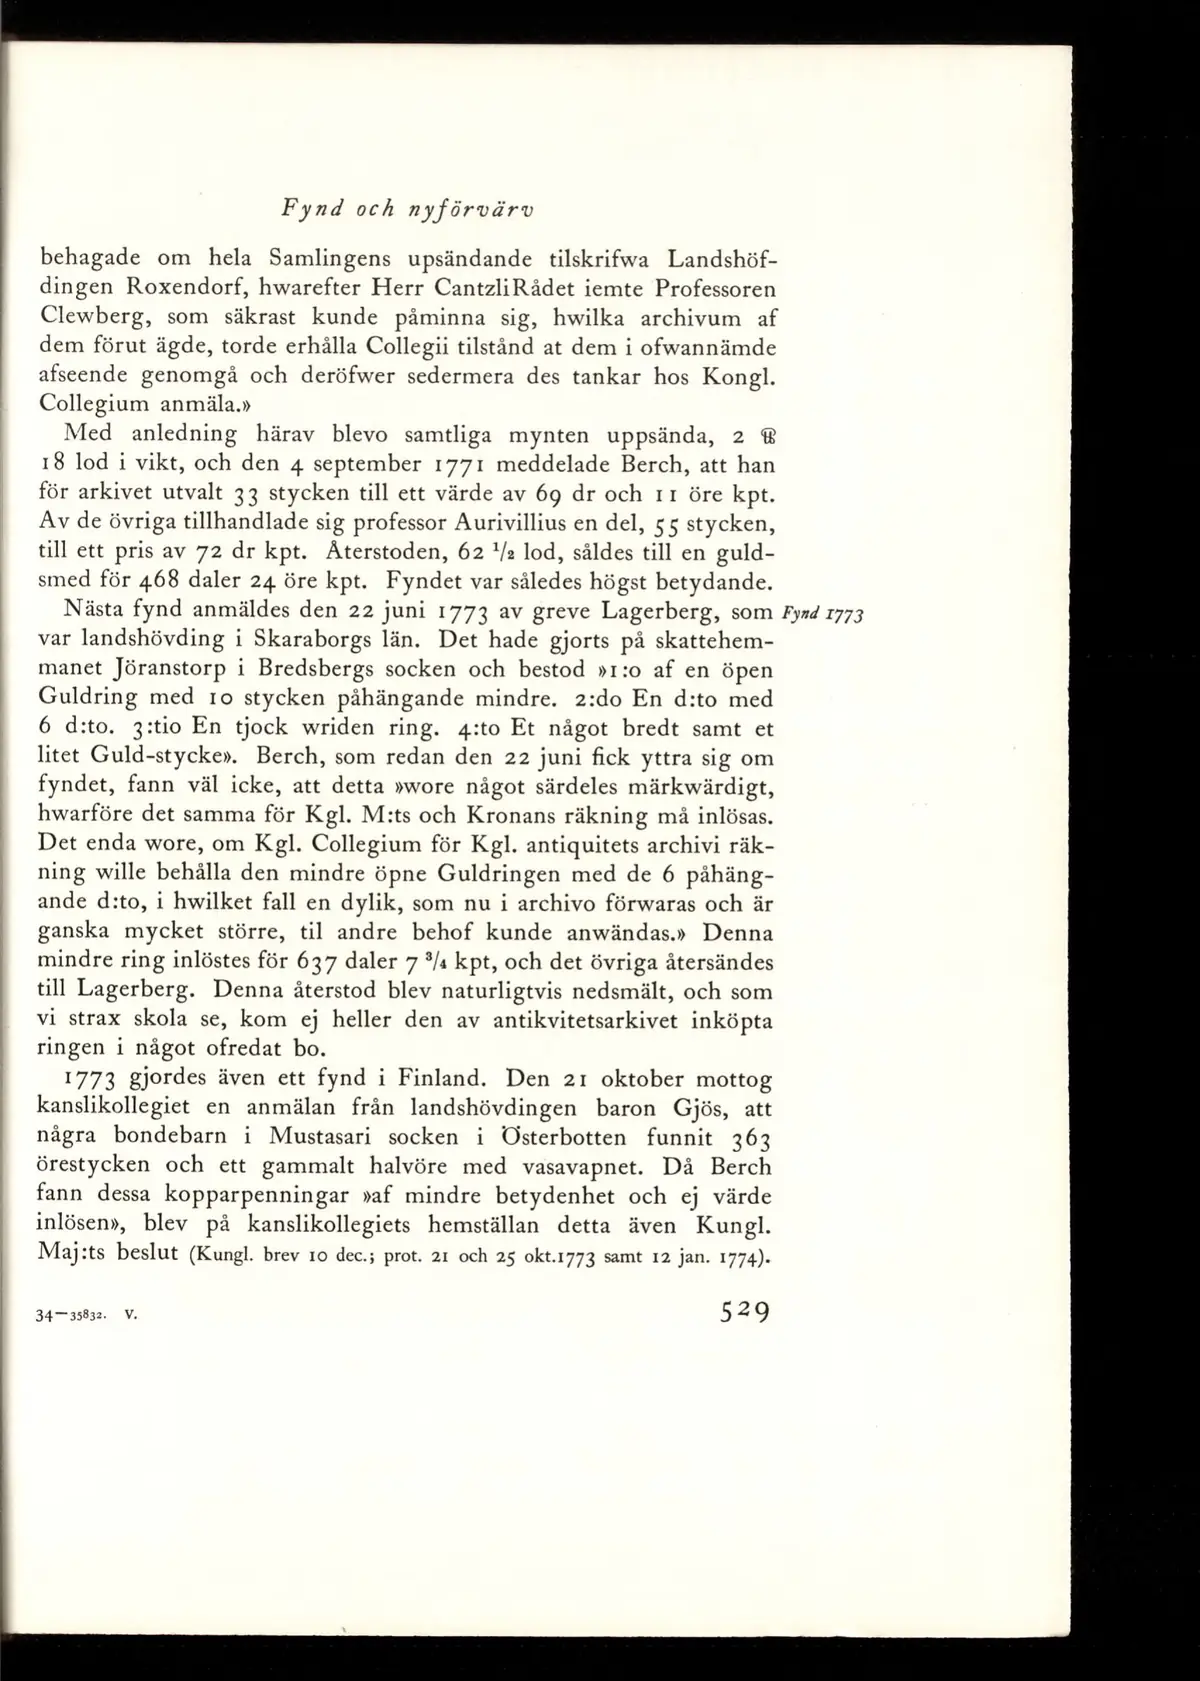 Fynd och nyförvärv
behagade om hela Samlingens upsändande tilskrifwa Landshöf-
dingen Roxendorf, hwarefter Herr CantzliRådet iemte Professoren
Clewberg, som säkrast kunde påminna sig, hwilka archivum af
dem förut ägde, torde erhålla Collegii tilstånd at dem i ofwannämde
afseende genomgå och deröfwer sedermera des tankar hos Kongl.
Collegium anmäla.»
Med anledning härav blevo samtliga mynten uppsända, 2 ℔
18 lod i vikt, och den 4 september 1771 meddelade Berch, att han
för arkivet utvalt 33 stycken till ett värde av 69 dr och 11 öre kpt.
Av de övriga tillhandlade sig professor Aurivillius en del, 55 stycken,
till ett pris av 72 dr kpt. Återstoden, 62 1/2 lod, såldes till en guld-
smed för 468 daler 24 öre kpt. Fyndet var således högst betydande.
Nästa fynd anmäldes den 22 juni 1773 av greve Lagerberg, som Fynd 1773
var landshövding i Skaraborgs län. Det hade gjorts på skattehem-
manet Jöranstorp i Bredsbergs socken och bestod »1:o af en öpen
Guldring med 10 stycken påhängande mindre. 2:do En d:to med
6 d:to. 3:tio En tjock wriden ring. 4:to Et något bredt samt et
litet Guld-stycke». Berch, som redan den 22 juni fick yttra sig om
fyndet, fann väl icke, att detta »wore något särdeles märkwärdigt,
hwarföre det samma för Kgl. M:ts och Kronans räkning må inlösas.
Det enda wore, om Kgl. Collegium för Kgl. antiquitets archivi räk-
ning wille behålla den mindre öpne Guldringen med de 6 påhäng-
ande d:to, i hwilket fall en dylik, som nu i archivo förwaras och är
ganska mycket större, til andre behof kunde anwändas.» Denna
mindre ring inlöstes för 637 daler 7 3/4 kpt, och det övriga återsändes
till Lagerberg. Denna återstod blev naturligtvis nedsmält, och som
vi strax skola se, kom ej heller den av antikvitetsarkivet inköpta
ringen i något ofredat bo.
1773 gjordes även ett fynd i Finland. Den 21 oktober mottog
kanslikollegiet en anmälan från landshövdingen baron Gjös, att
några bondebarn i Mustasari socken i Österbotten funnit 363
örestycken och ett gammalt halvöre med vasavapnet. Då Berch
fann dessa kopparpenningar »af mindre betydenhet och ej värde
inlösen», blev på kanslikollegiets hemställan detta även Kungl.
Maj:ts beslut (Kungl. brev 10 dec.; prot. 21 och 25 okt.1773 samt 12 jan. 1774).
34—35832. V.
529